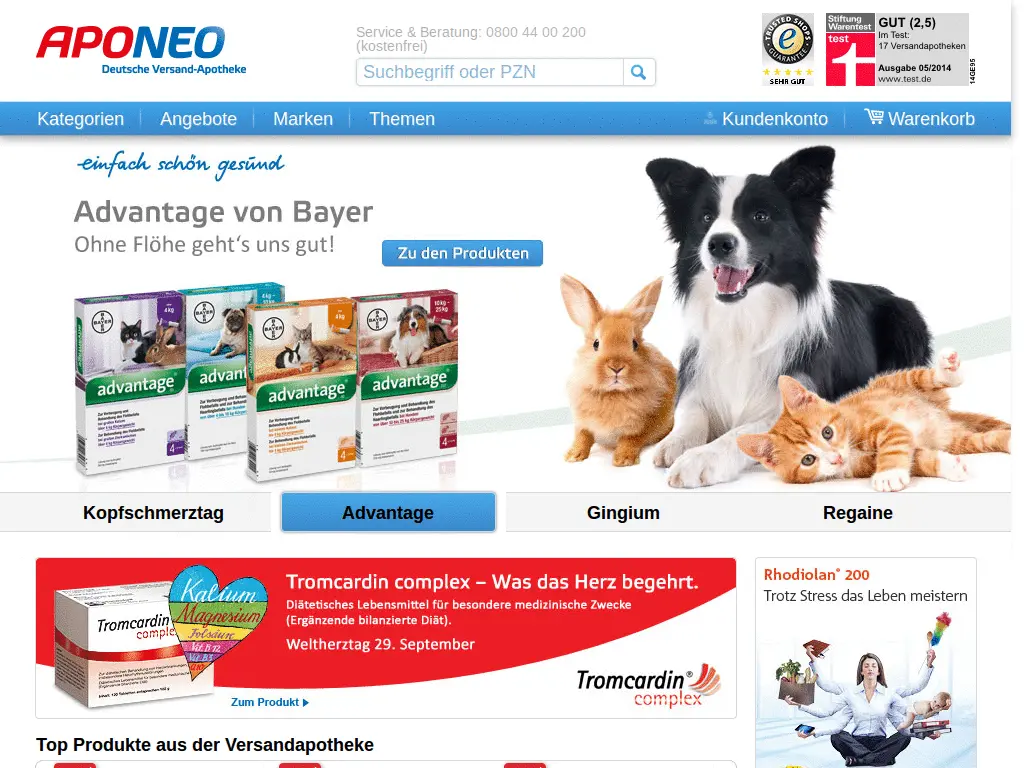 APONEO
Deutsche Versand-Apotheke
Service & Beratung: 0800 44 00 200
(kostenfrei)
Suchbegriff oder PZN
TRUSTED SHOPS
GUARANTEE
SEHR GUT
Stiftung
Warentest
test
GUT (2,5)
Im Test:
17 Versandapotheken
Ausgabe 05/2014
www.test.de
14GE95
Kategorien
Angebote
Marken
Themen
Kundenkonto
Warenkorb
einfach schön gesund
Advantage von Bayer
Ohne Flöhe geht's uns gut!
Zu den Produkten
advantage
advantage
advantage
Kopfschmerztag
Advantage
Gingium
Regaine
Tromcardin complex – Was das Herz begehrt.
Diätetisches Lebensmittel für besondere medizinische Zwecke
(Ergänzende bilanzierte Diät).
Weltherztag 29. September
Kalium
Magnesium
Folsäure
Vit. B 12
Vit. B3
Q10
Tromcardin
Zum Produkt
Tromcardin®
complex
Rhodiolan® 200
Trotz Stress das Leben meistern
Top Produkte aus der Versandapotheke